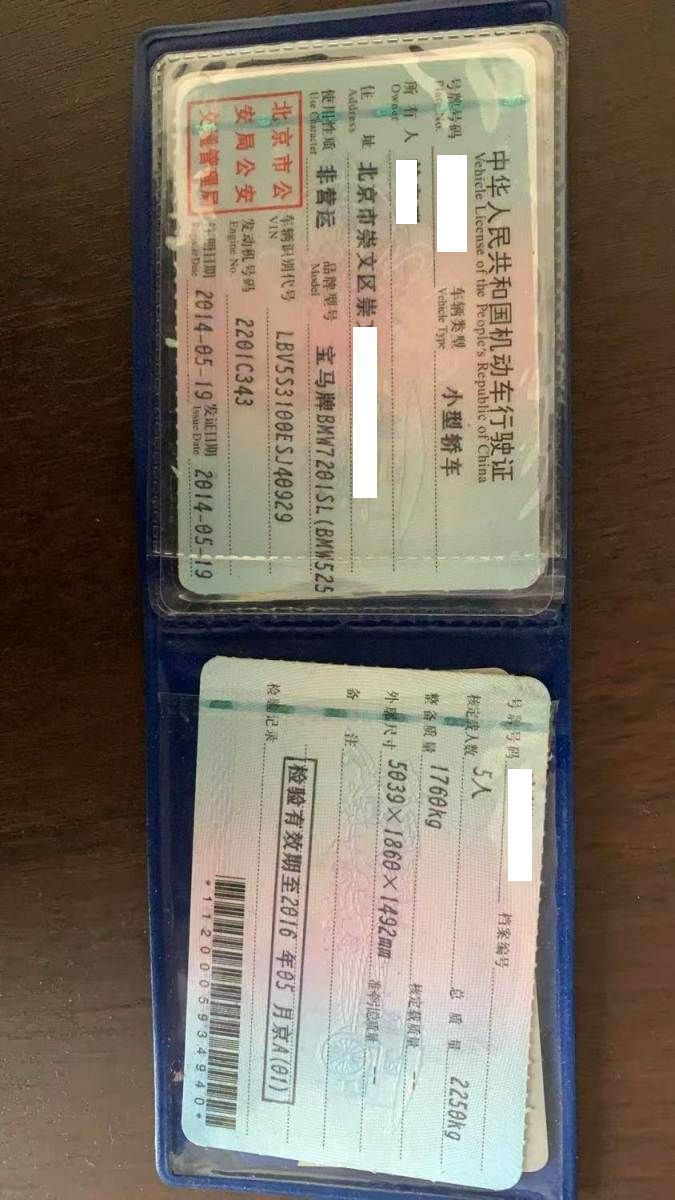 中华人民共和国机动车行驶证
Vehicle License of the People's Republic of China
号牌号码 车辆类型 小型轿车
Plate No. Vehicle Type
所有人
Owner
住址 北京市崇文区崇
Address
使用性质 非营运 品牌型号 宝马牌BMW7201SL(BMW525
Use Character Model
北京市公
安局公安
交通管理局
车辆识别代号 LBV5S3100ESJ40929
VIN
发动机号码 2201C343
Engine No.
注册日期 2014-05-19 发证日期 2014-05-19
Register Date Issue Date
号牌号码 档案编号
核定载人数 5人 总质量 2250kg
整备质量 1760kg 核定载质量 --
外廓尺寸 5039×1860×1492mm 准牵引总质量 --
备注
检验记录 检验有效期至2016年05月京A(01)
*1120005934940*